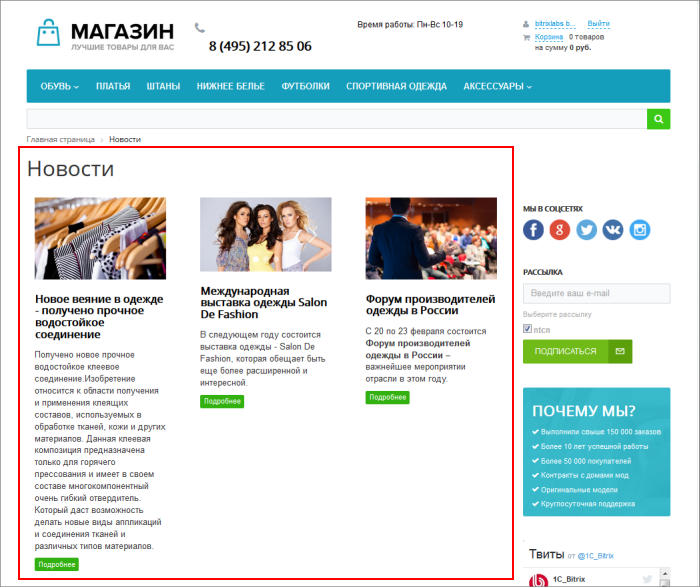 МАГАЗИН
ЛУЧШИЕ ТОВАРЫ ДЛЯ ВАС
8 (495) 212 85 06
Время работы: Пн-Вс 10-19
bitrixlabs b... Выйти
Корзина 0 товаров
на сумму 0 руб.
ОБУВЬ ПЛАТЬЯ ШТАНЫ НИЖНЕЕ БЕЛЬЕ ФУТБОЛКИ СПОРТИВНАЯ ОДЕЖДА АКСЕССУАРЫ
Главная страница > Новости
Новости
Новое веяние в одежде
- получено прочное
водостойкое
соединение
Получено новое прочное
водостойкое клеевое
соединение.Изобретение
относится к области получения
и применения клеящих
составов, используемых в
обработке тканей, кожи и других
материалов. Данная клеевая
композиция предназначена
только для горячего
прессования и имеет в своем
составе многокомпонентный
очень гибкий отвердитель.
Который даст возможность
делать новые виды аппликаций
и соединения тканей и
различных типов материалов.
Подробнее
Международная
выставка одежды Salon
De Fashion
В следующем году состоится
выставка одежды - Salon De
Fashion, которая обещает быть
еще более расширенной и
интересной.
Подробнее
Форум производителей
одежды в России
С 20 по 23 февраля состоится
Форум производителей
одежды в России –
важнейшее мероприятии
отрасли в этом году.
Подробнее
МЫ В СОЦСЕТЯХ
РАССЫЛКА
Введите ваш e-mail
Выберите рассылку
ntcn
ПОДПИСАТЬСЯ
ПОЧЕМУ МЫ?
Выполнили свыше 150 000 заказов
Более 10 лет успешной работы
Более 50 000 покупателей
Контракты с домами мод
Оригинальные модели
Круглосуточная поддержка
Твиты от @1C_Bitrix
1C_Bitrix